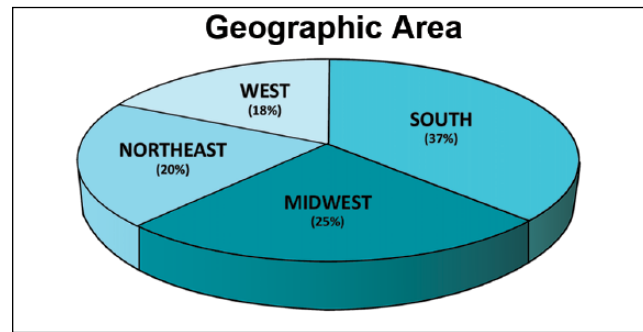 Geographic Area
WEST
(18%)
SOUTH
(37%)
NORTHEAST
(20%)
MIDWEST
(25%)